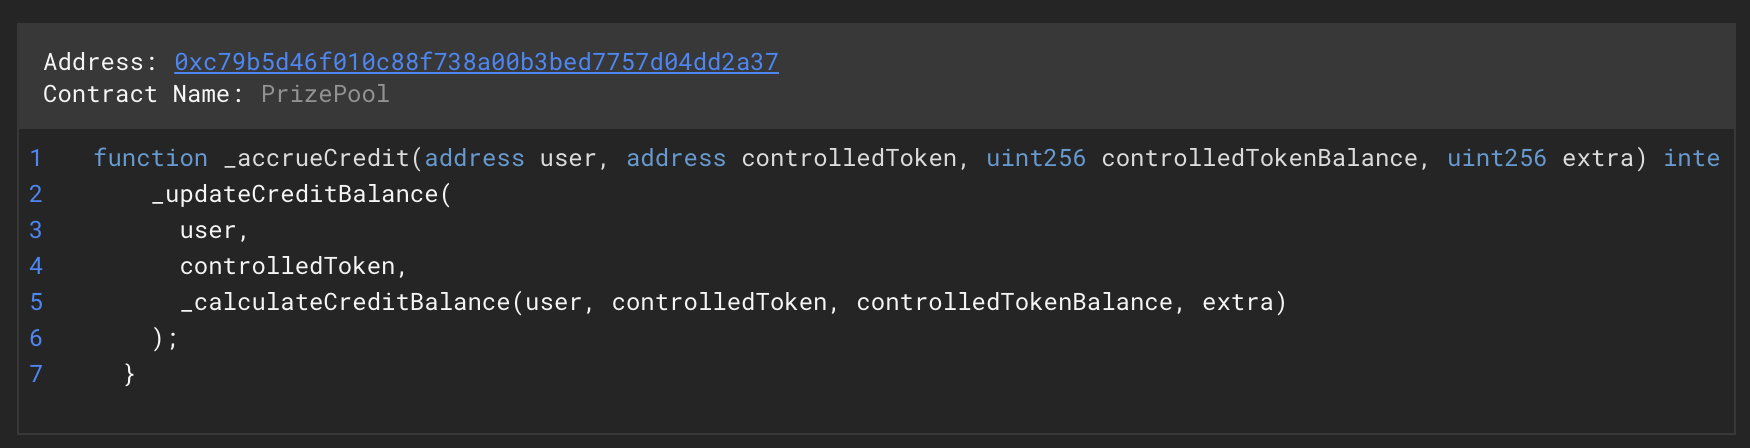 Address: 0xc79b5d46f010c88f738a00b3bed7757d04dd2a37
Contract Name: PrizePool
1 function _accrueCredit(address user, address controlledToken, uint256 controlledTokenBalance, uint256 extra) inte
2 _updateCreditBalance(
3 user,
4 controlledToken,
5 _calculateCreditBalance(user, controlledToken, controlledTokenBalance, extra)
6 );
7 }